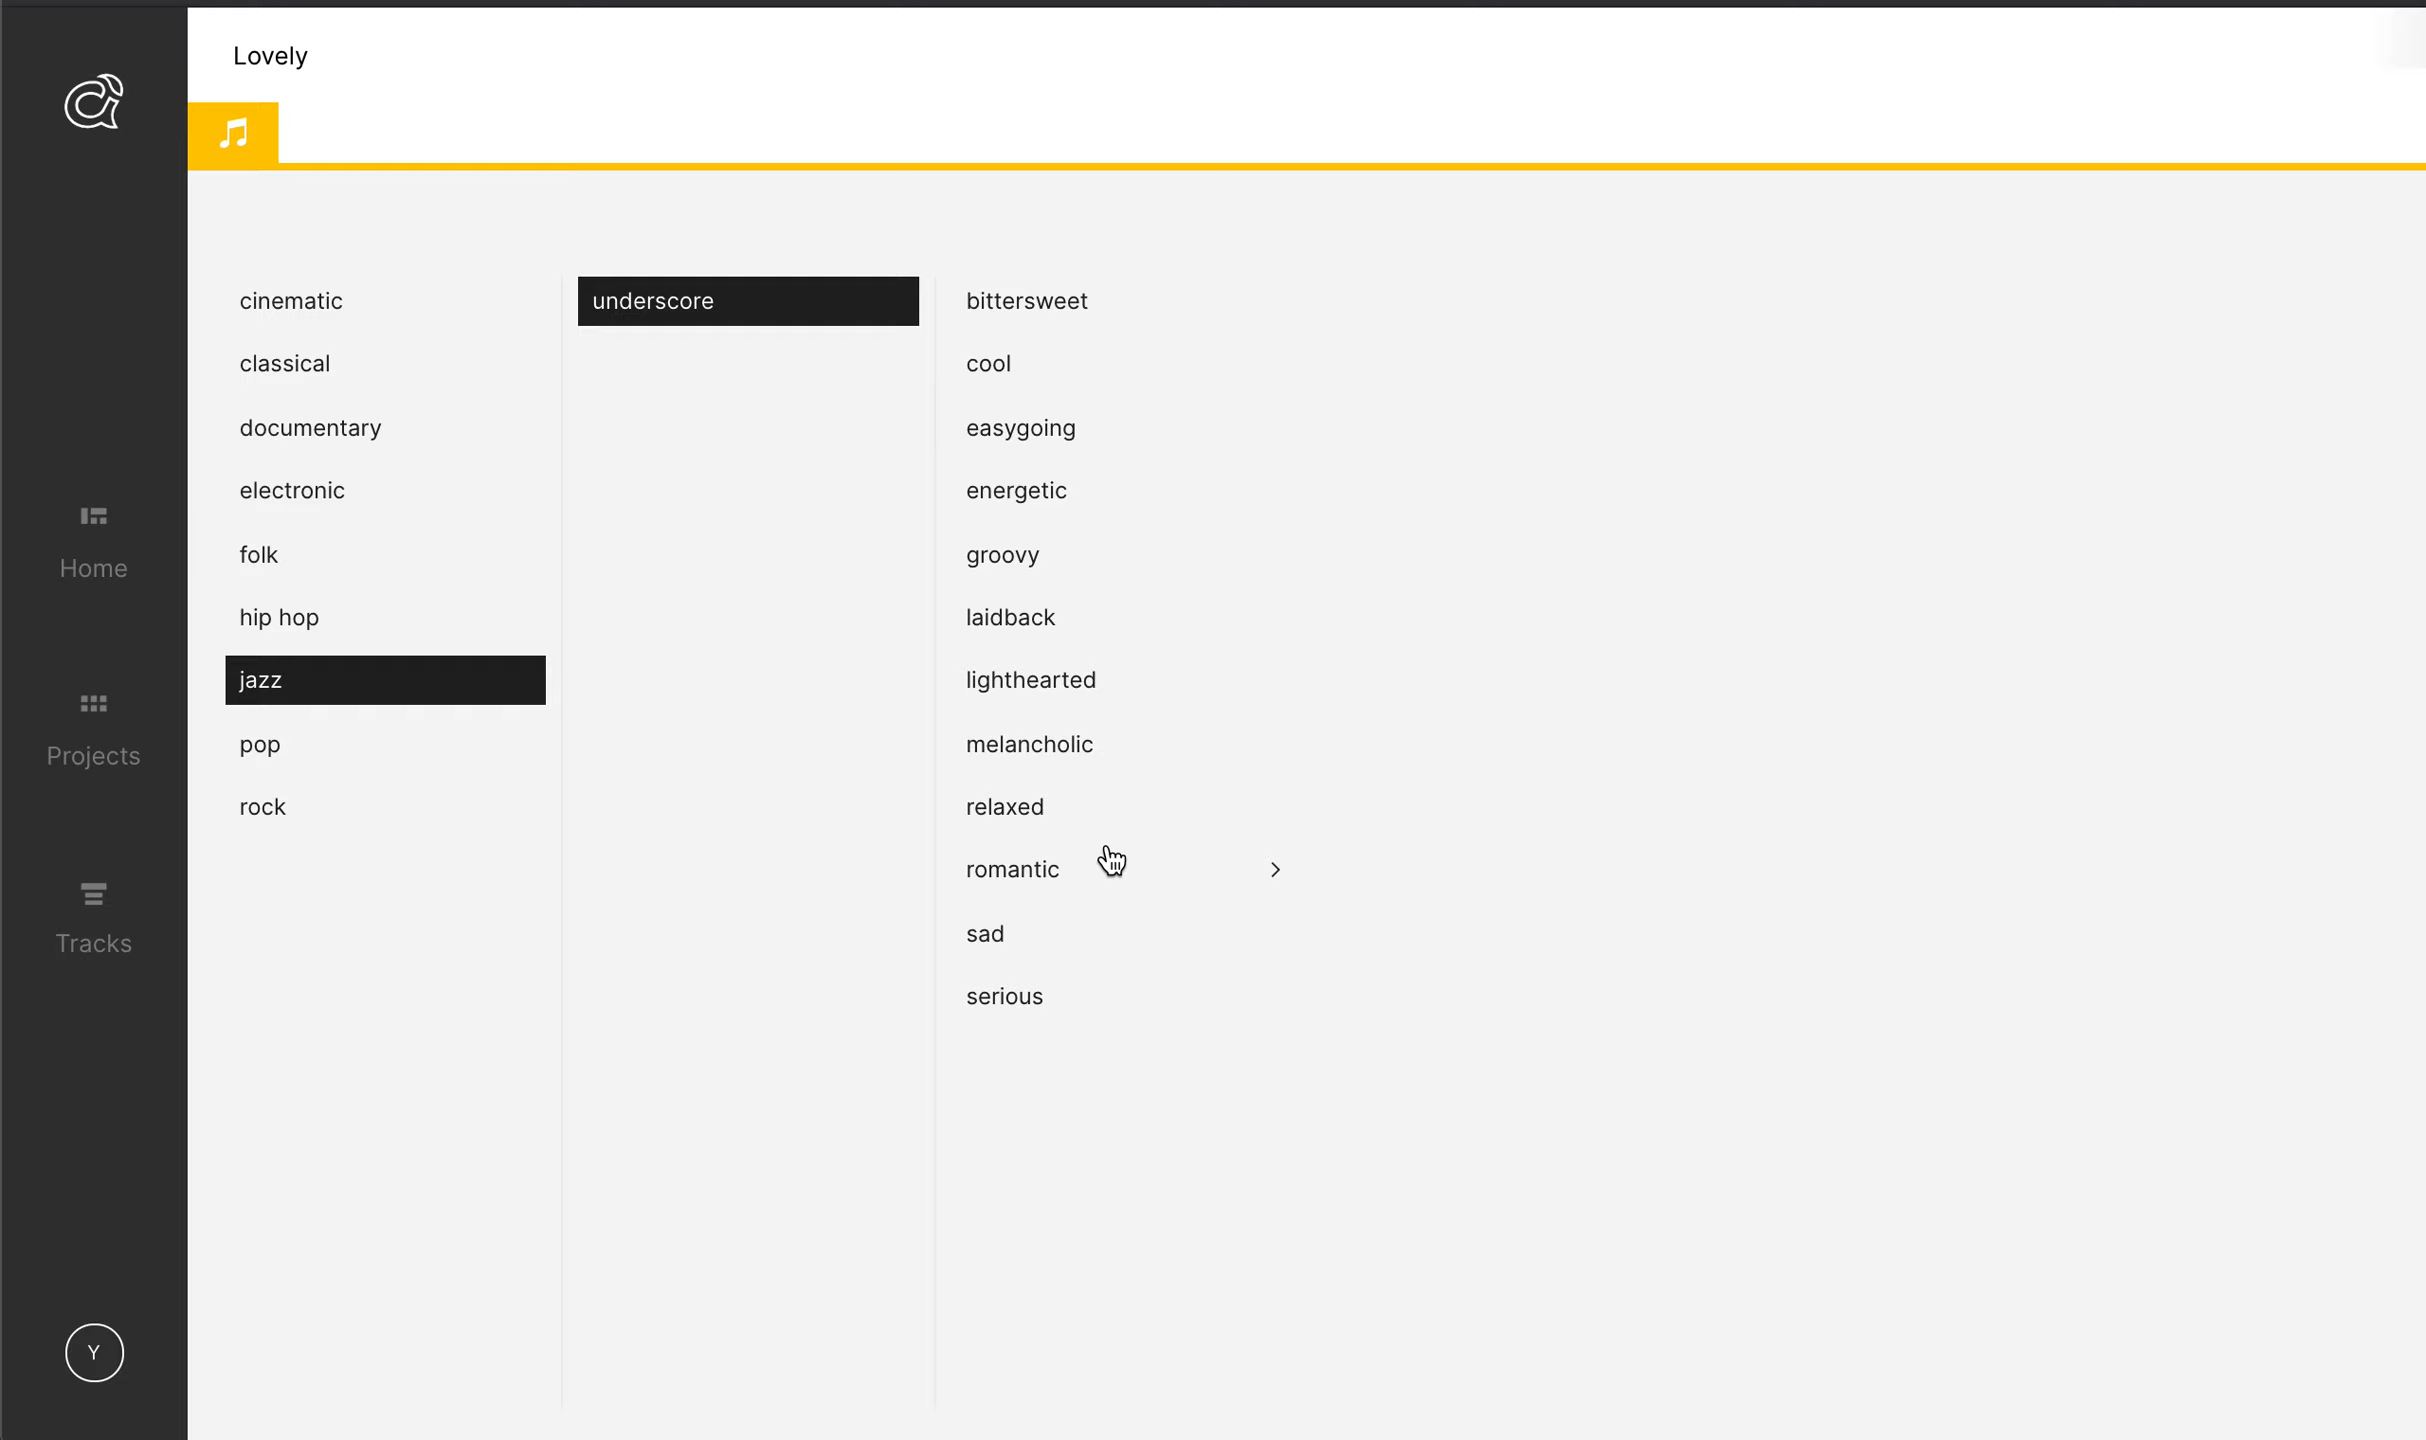 Lovely
Home
Projects
Tracks
Y
cinematic
classical
documentary
electronic
folk
hip hop
jazz
pop
rock
underscore
bittersweet
cool
easygoing
energetic
groovy
laidback
lighthearted
melancholic
relaxed
romantic
sad
serious